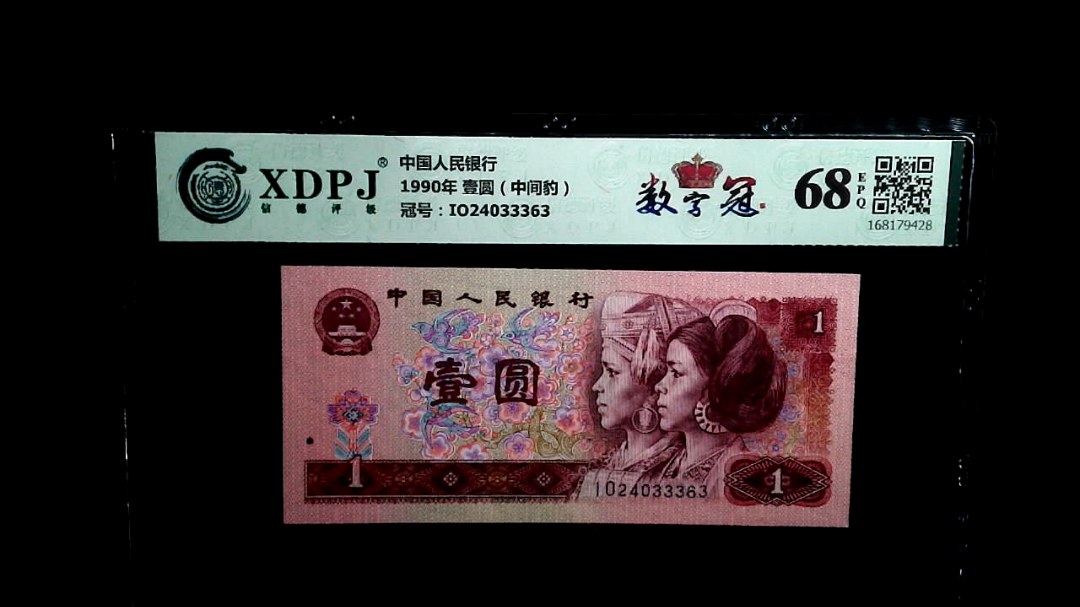 XDPJ®
信德评级
中国人民银行
1990年 壹圆（中间豹）
冠号：IO24033363
数字冠
68
EPQ
168179428
中国人民银行
1
壹圆
1
1
IO24033363